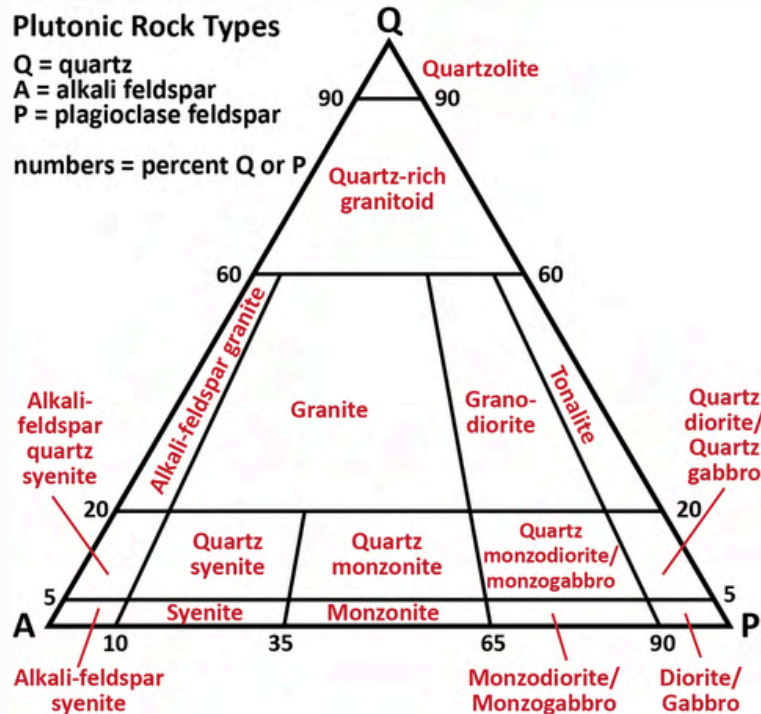 Plutonic Rock Types
Q = quartz
A = alkali feldspar
P = plagioclase feldspar
numbers = percent Q or P
Q
Quartzolite
90
90
Quartz-rich
granitoid
60
60
Alkali-feldspar granite
Granite
Grano-
diorite
Tonalite
Alkali-
feldspar
quartz
syenite
Quartz
diorite/
Quartz
gabbro
20
20
Quartz
syenite
Quartz
monzonite
Quartz
monzodiorite/
monzogabbro
5
5
A
Syenite
Monzonite
P
10
35
65
90
Alkali-feldspar
syenite
Monzodiorite/
Monzogabbro
Diorite/
Gabbro